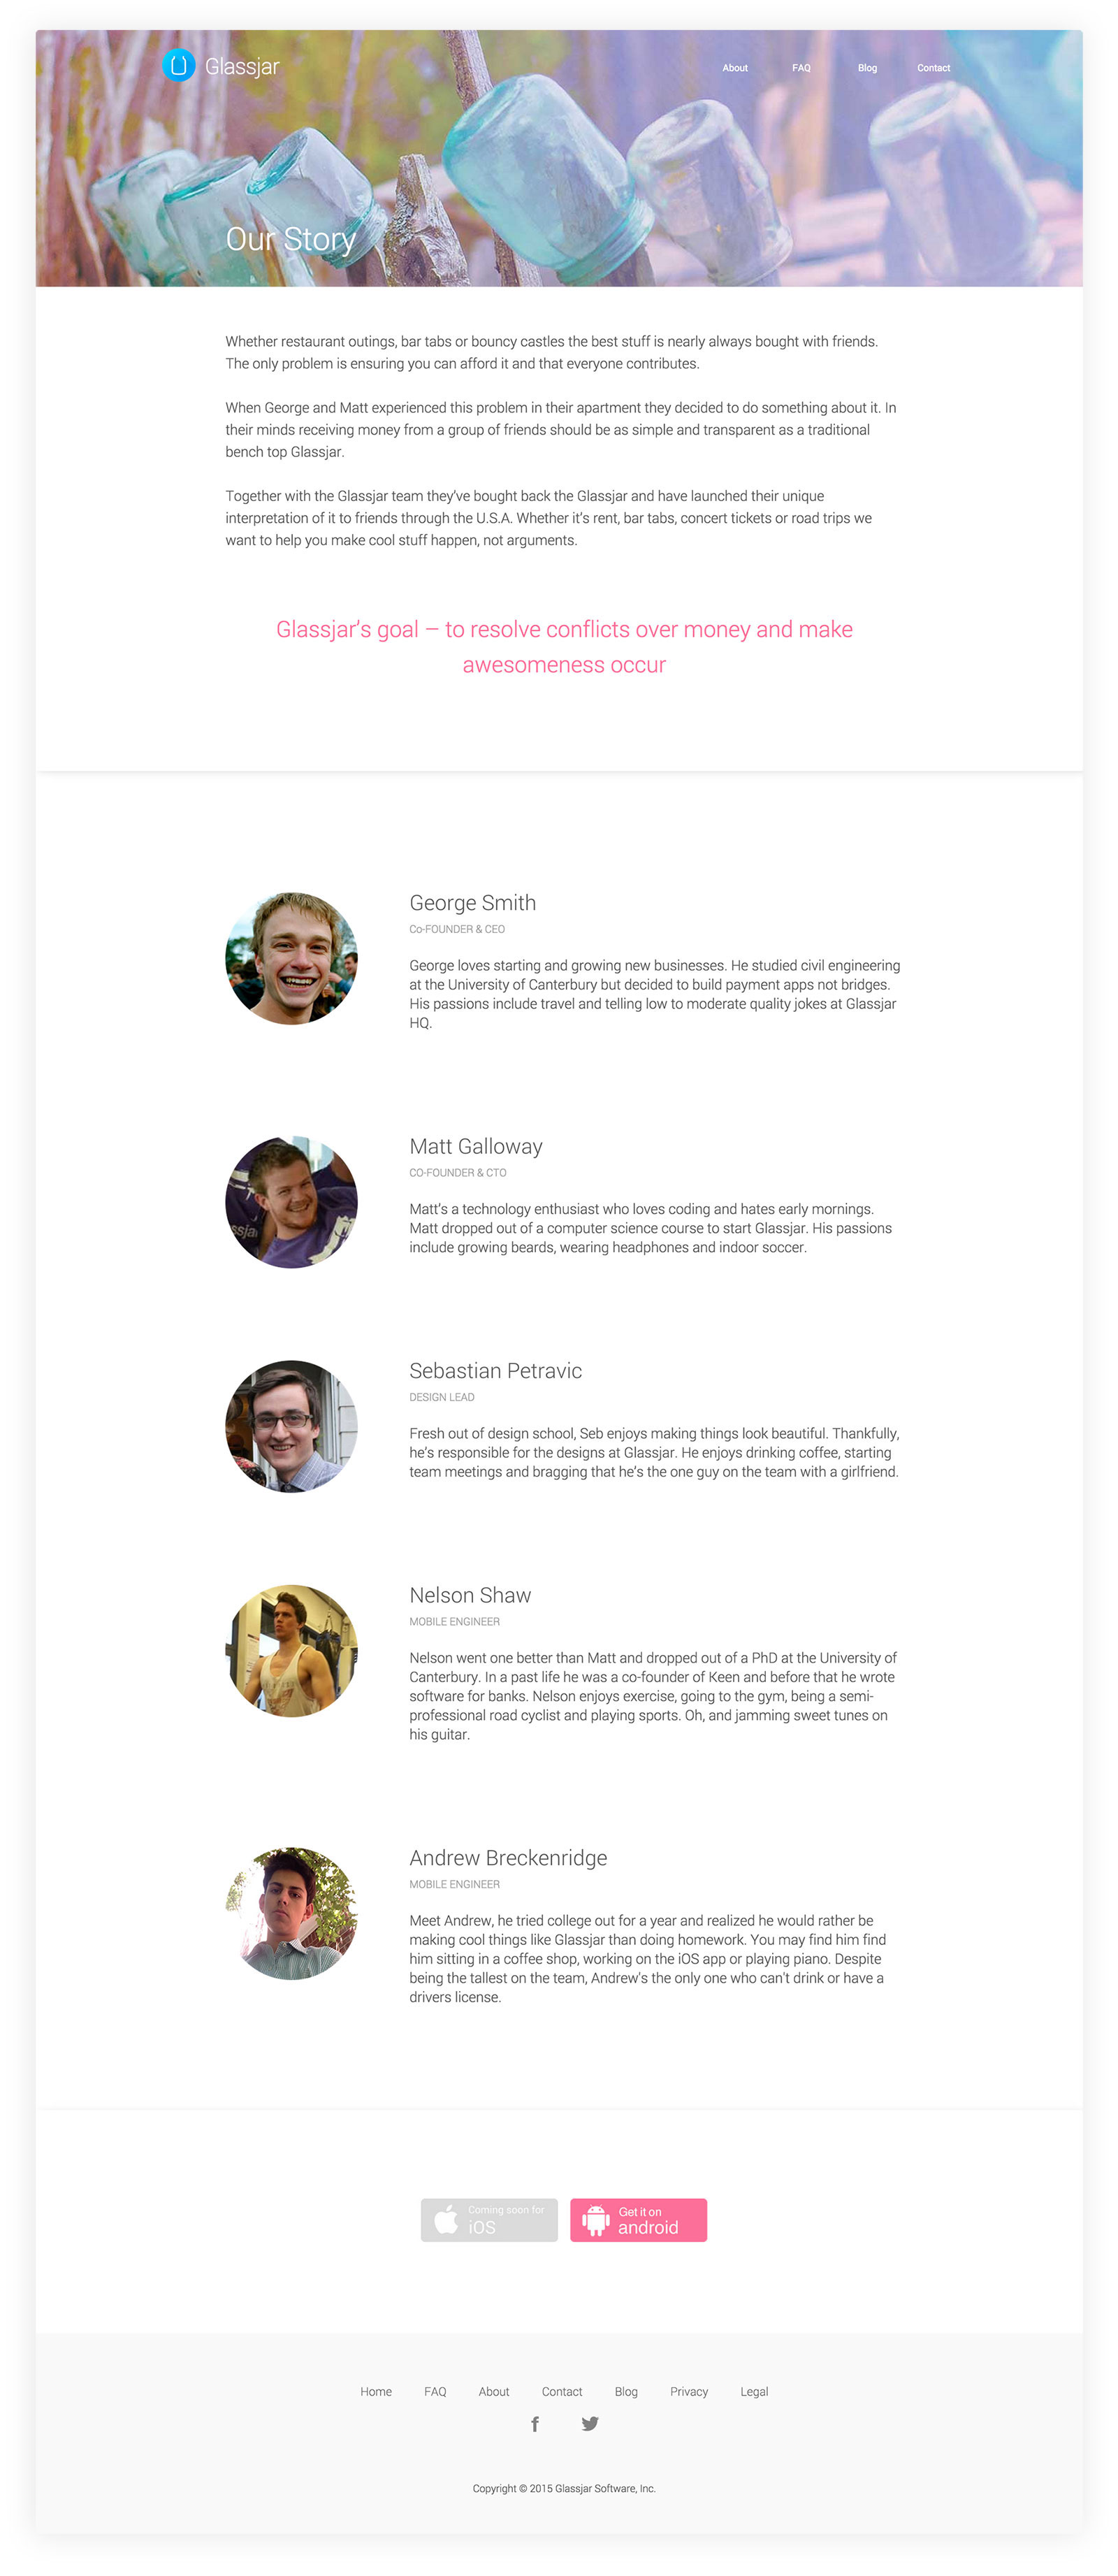 Glassjar
About FAQ Blog Contact
Our Story
Whether restaurant outings, bar tabs or bouncy castles the best stuff is nearly always bought with friends.
The only problem is ensuring you can afford it and that everyone contributes.
When George and Matt experienced this problem in their apartment they decided to do something about it. In
their minds receiving money from a group of friends should be as simple and transparent as a traditional
bench top Glassjar.
Together with the Glassjar team they've bought back the Glassjar and have launched their unique
interpretation of it to friends through the U.S.A. Whether it's rent, bar tabs, concert tickets or road trips we
want to help you make cool stuff happen, not arguments.
Glassjar's goal – to resolve conflicts over money and make
awesomeness occur
George Smith
Co-FOUNDER & CEO
George loves starting and growing new businesses. He studied civil engineering
at the University of Canterbury but decided to build payment apps not bridges.
His passions include travel and telling low to moderate quality jokes at Glassjar
HQ.
Matt Galloway
CO-FOUNDER & CTO
Matt's a technology enthusiast who loves coding and hates early mornings.
Matt dropped out of a computer science course to start Glassjar. His passions
include growing beards, wearing headphones and indoor soccer.
Sebastian Petravic
DESIGN LEAD
Fresh out of design school, Seb enjoys making things look beautiful. Thankfully,
he's responsible for the designs at Glassjar. He enjoys drinking coffee, starting
team meetings and bragging that he's the one guy on the team with a girlfriend.
Nelson Shaw
MOBILE ENGINEER
Nelson went one better than Matt and dropped out of a PhD at the University of
Canterbury. In a past life he was a co-founder of Keen and before that he wrote
software for banks. Nelson enjoys exercise, going to the gym, being a semi-
professional road cyclist and playing sports. Oh, and jamming sweet tunes on
his guitar.
Andrew Breckenridge
MOBILE ENGINEER
Meet Andrew, he tried college out for a year and realized he would rather be
making cool things like Glassjar than doing homework. You may find him find
him sitting in a coffee shop, working on the iOS app or playing piano. Despite
being the tallest on the team, Andrew's the only one who can't drink or have a
drivers license.
Coming soon for
iOS
Get it on
android
Home FAQ About Contact Blog Privacy Legal
Copyright © 2015 Glassjar Software, Inc.